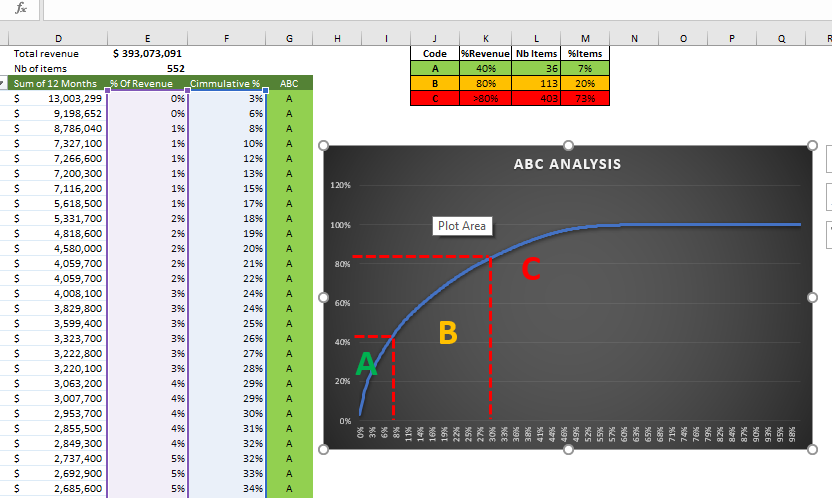 fx
D E F G H I J K L M N O P Q R
Total revenue $ 393,073,091
Nb of items 552
Sum of 12 Months % Of Revenue Cimmulative % ABC
$ 13,003,299 0% 3% A
$ 9,198,652 0% 6% A
$ 8,786,040 1% 8% A
$ 7,327,100 1% 10% A
$ 7,266,600 1% 12% A
$ 7,200,300 1% 13% A
$ 7,116,200 1% 15% A
$ 5,618,500 1% 17% A
$ 5,331,700 2% 18% A
$ 4,818,600 2% 19% A
$ 4,580,000 2% 20% A
$ 4,059,700 2% 21% A
$ 4,059,700 2% 22% A
$ 4,008,100 3% 24% A
$ 3,829,800 3% 24% A
$ 3,599,400 3% 25% A
$ 3,323,700 3% 26% A
$ 3,222,800 3% 27% A
$ 3,220,100 3% 28% A
$ 3,063,200 4% 29% A
$ 3,007,700 4% 29% A
$ 2,953,700 4% 30% A
$ 2,855,500 4% 31% A
$ 2,849,300 4% 32% A
$ 2,737,400 5% 32% A
$ 2,692,900 5% 33% A
$ 2,685,600 5% 34% A
Code %Revenue Nb Items %Items
A 40% 36 7%
B 80% 113 20%
C >80% 403 73%
ABC ANALYSIS
120%
100%
Plot Area
80%
C
60%
B
40%
A
20%
0%
0% 3% 6% 8% 11% 14% 16% 19% 22% 25% 27% 30% 33% 36% 38% 41% 44% 46% 49% 52% 55% 57% 60% 63% 65% 68% 71% 74% 76% 79% 82% 84% 87% 90% 93% 95% 98%